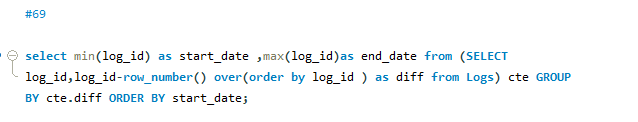 #69
select min(log_id) as start_date ,max(log_id)as end_date from (SELECT
log_id,log_id-row_number() over(order by log_id ) as diff from Logs) cte GROUP
BY cte.diff ORDER BY start_date;